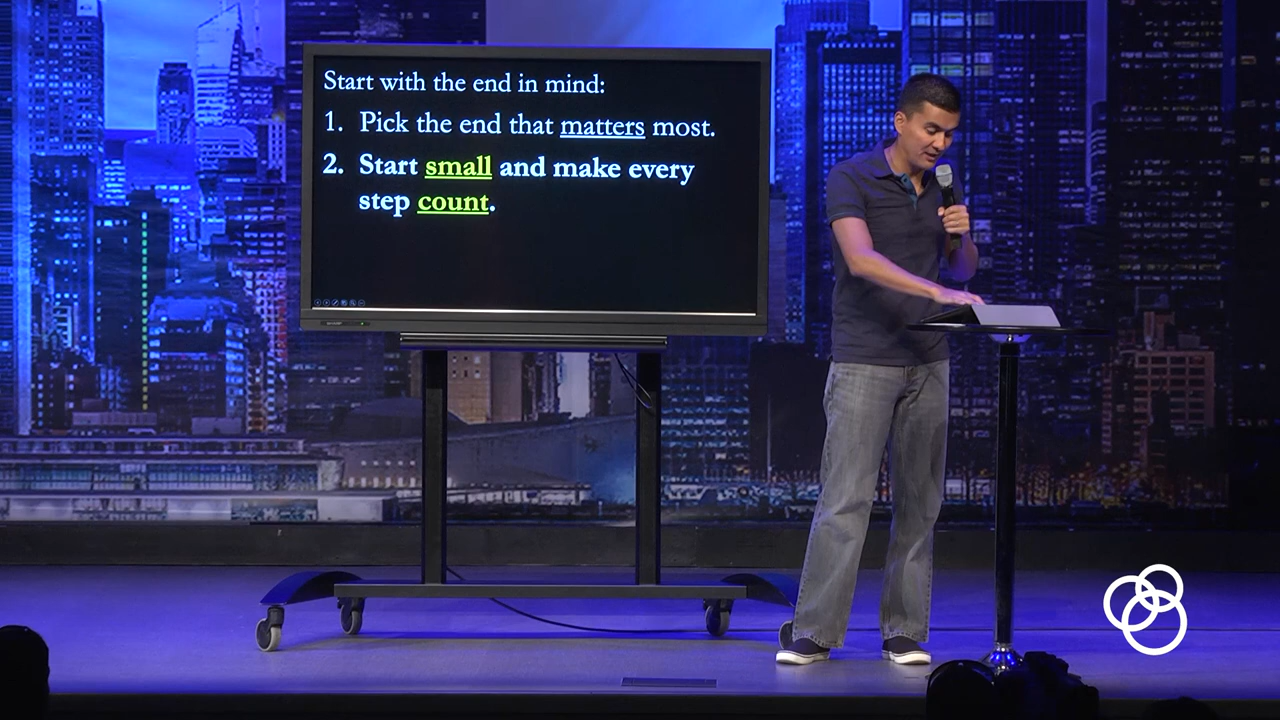 Start with the end in mind:
1. Pick the end that matters most.
2. Start small and make every
step count.